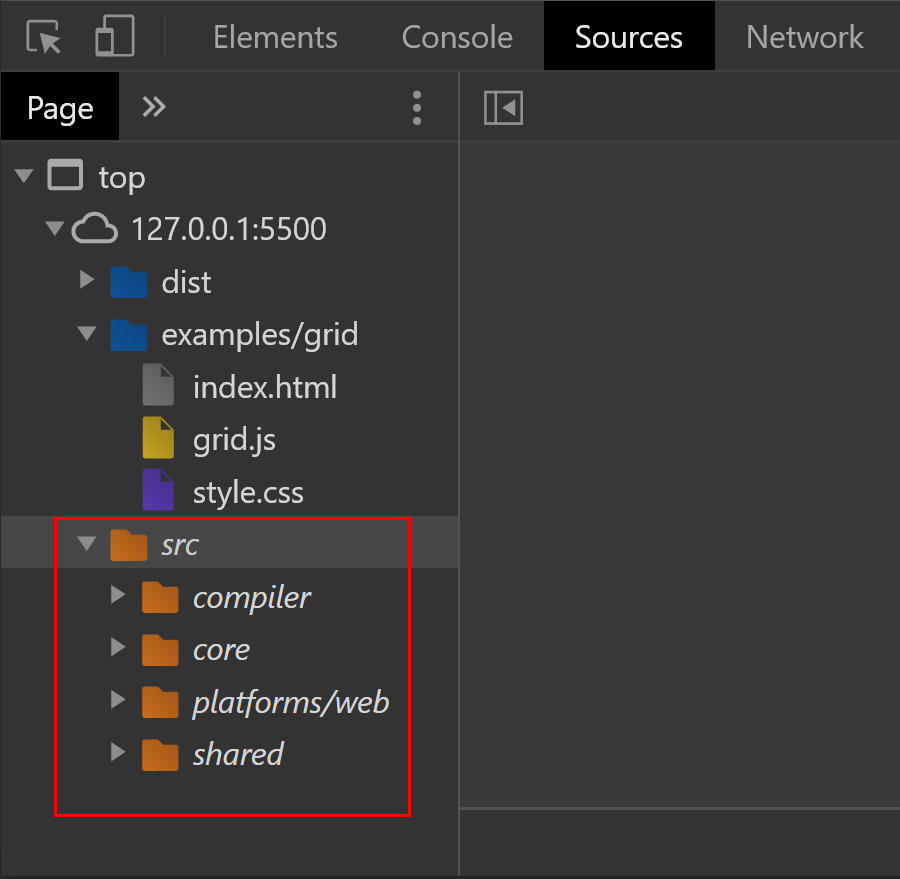 Elements Console Sources Network
Page
top
127.0.0.1:5500
dist
examples/grid
index.html
grid.js
style.css
src
compiler
core
platforms/web
shared